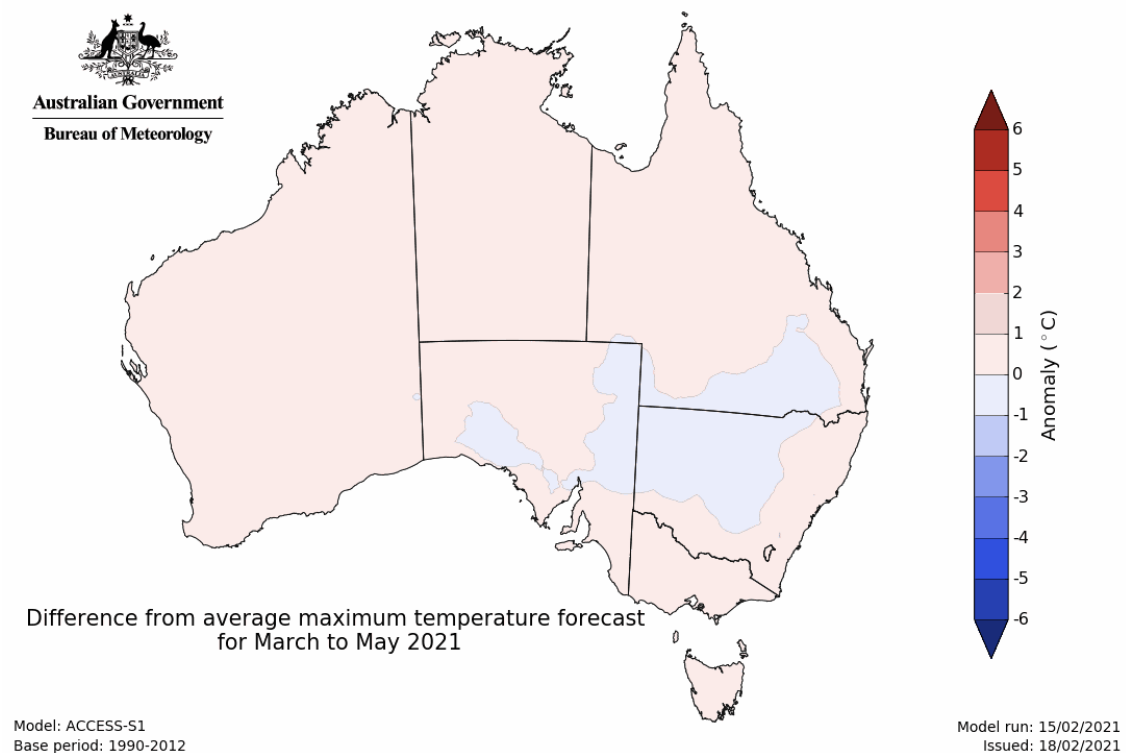 Australian Government
Bureau of Meteorology
6
5
4
3
2
1
0
-1
-2
-3
-4
-5
-6
Anomaly (°C)
Difference from average maximum temperature forecast
for March to May 2021
Model: ACCESS-S1
Base period: 1990-2012
Model run: 15/02/2021
Issued: 18/02/2021